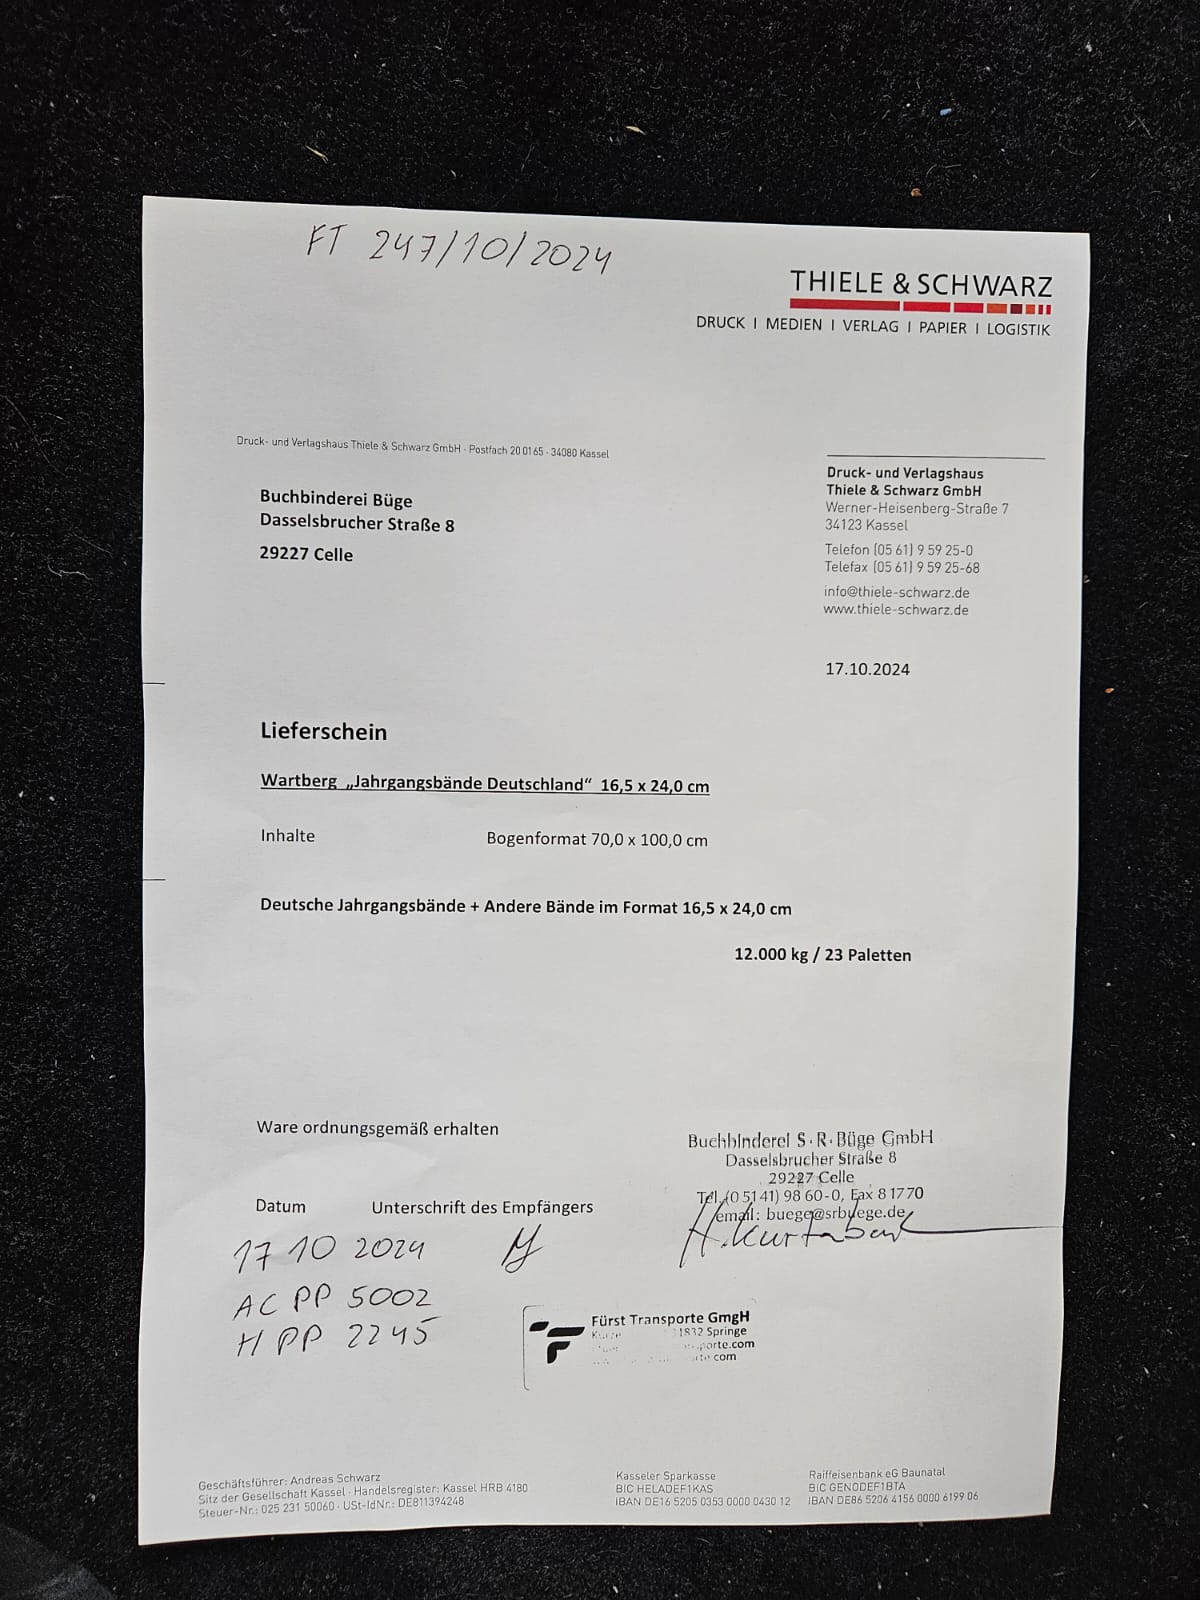 FT 247/10/2024
THIELE & SCHWARZ
DRUCK | MEDIEN | VERLAG | PAPIER | LOGISTIK
Druck- und Verlagshaus Thiele & Schwarz GmbH · Postfach 20 01 65 · 34080 Kassel
Buchbinderei Büge
Dasselsbrucher Straße 8
29227 Celle
Druck- und Verlagshaus
Thiele & Schwarz GmbH
Werner-Heisenberg-Straße 7
34123 Kassel
Telefon (05 61) 9 59 25-0
Telefax (05 61) 9 59 25-68
info@thiele-schwarz.de
www.thiele-schwarz.de
17.10.2024
Lieferschein
Wartberg „Jahrgangsbände Deutschland“ 16,5 x 24,0 cm
Inhalte Bogenformat 70,0 x 100,0 cm
Deutsche Jahrgangsbände + Andere Bände im Format 16,5 x 24,0 cm
12.000 kg / 23 Paletten
Ware ordnungsgemäß erhalten
Buchbinderei S·R·Büge GmbH
Dasselsbrucher Straße 8
29227 Celle
Tel. (0 51 41) 98 60-0, Fax 8 17 70
email: buege@srbuege.de
Datum Unterschrift des Empfängers
17 10 2024
AC PP 5002
H PP 2245
Fürst Transporte GmgH
1832 Springe
porte.com
com
Geschäftsführer: Andreas Schwarz
Sitz der Gesellschaft Kassel · Handelsregister: Kassel HRB 4180
Steuer-Nr.: 025 231 50060 · USt-IdNr.: DE811394248
Kasseler Sparkasse
BIC HELADEF1KAS
IBAN DE16 5205 0353 0000 0430 12
Raiffeisenbank eG Baunatal
BIC GENODEF1BTA
IBAN DE86 5206 4156 0000 6199 06